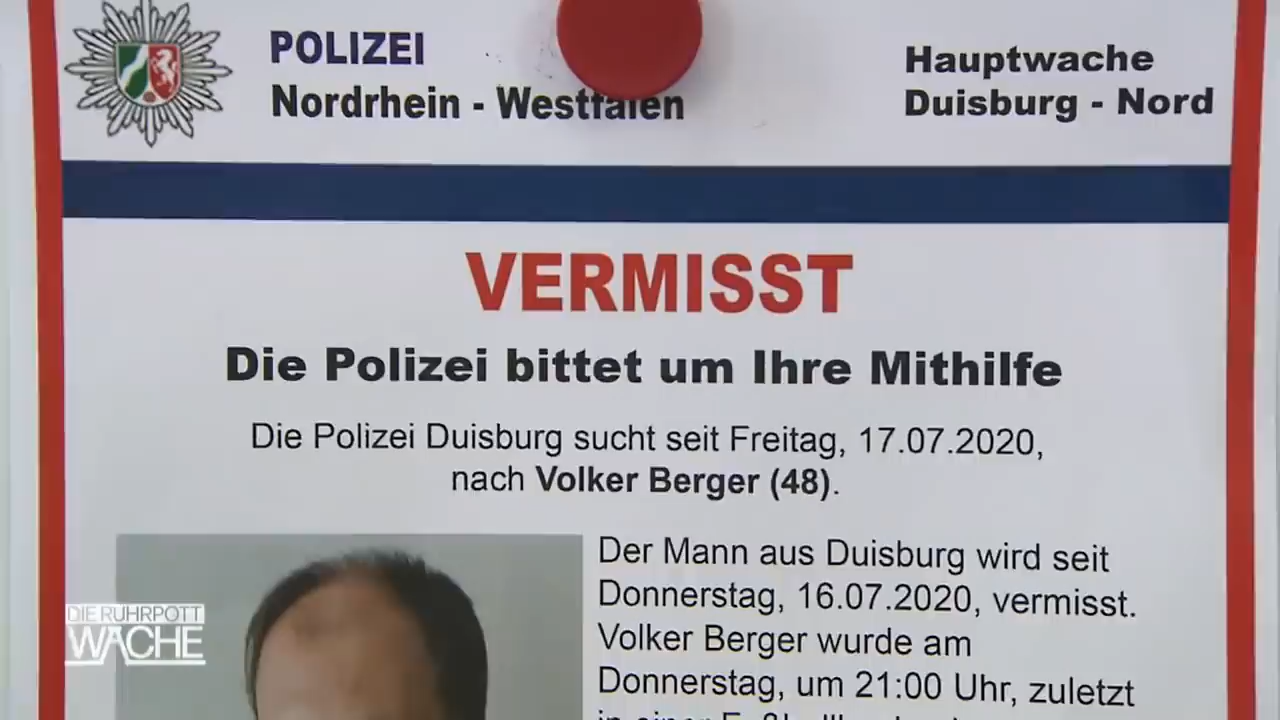 POLIZEI
Nordrhein - Westfalen
Hauptwache
Duisburg - Nord
VERMISST
Die Polizei bittet um Ihre Mithilfe
Die Polizei Duisburg sucht seit Freitag, 17.07.2020,
nach Volker Berger (48).
Der Mann aus Duisburg wird seit
Donnerstag, 16.07.2020, vermisst.
Volker Berger wurde am
Donnerstag, um 21:00 Uhr, zuletzt
DIE RUHRPOTT
WACHE